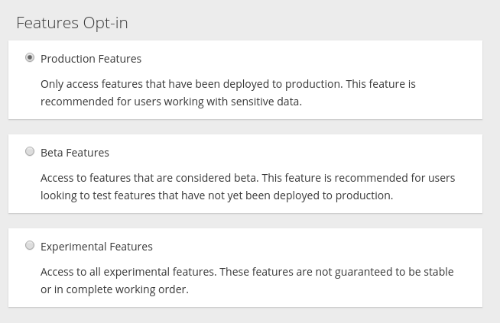 Features Opt-in
Production Features
Only access features that have been deployed to production. This feature is
recommended for users working with sensitive data.
Beta Features
Access to features that are considered beta. This feature is recommended for users
looking to test features that have not yet been deployed to production.
Experimental Features
Access to all experimental features. These features are not guaranteed to be stable
or in complete working order.